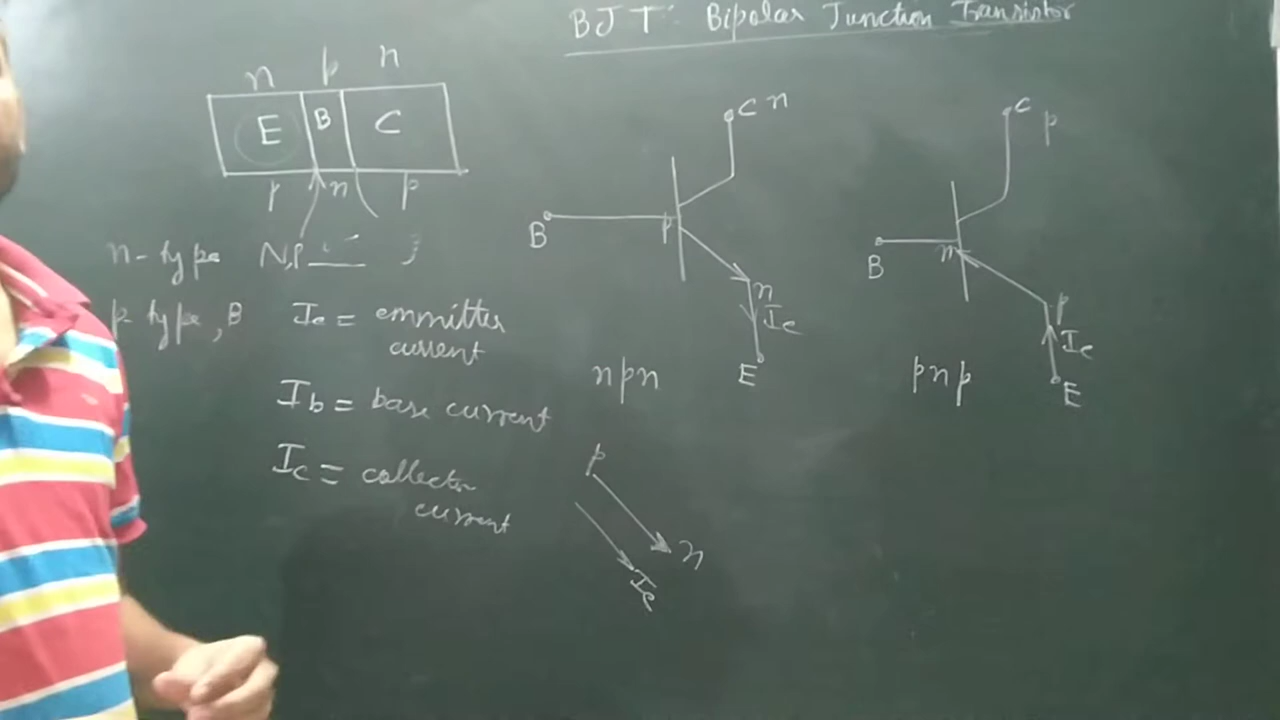 BJT: Bipolar Junction Transistor
n p n
E B C
p n p
n-type N,P
p-type, B
Ie = emmitter
current
Ib = base current
Ic = collector
current
C n
B p
n
Ie
E
npn
C p
B n
p
Ie
E
pnp
p
n
Ie